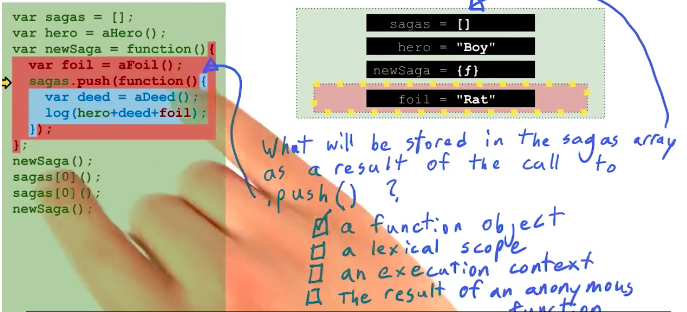 var sagas = [];
var hero = aHero();
var newSaga = function(){
var foil = aFoil();
sagas.push(function(){
var deed = aDeed();
log(hero+deed+foil);
});
};
newSaga();
sagas[0]();
sagas[0]();
newSaga();
sagas = []
hero = "Boy"
newSaga = {ƒ}
foil = "Rat"
What will be stored in the sagas array
as a result of the call to
.push() ?
a function object
a lexical scope
an execution context
The result of an anonymous
function